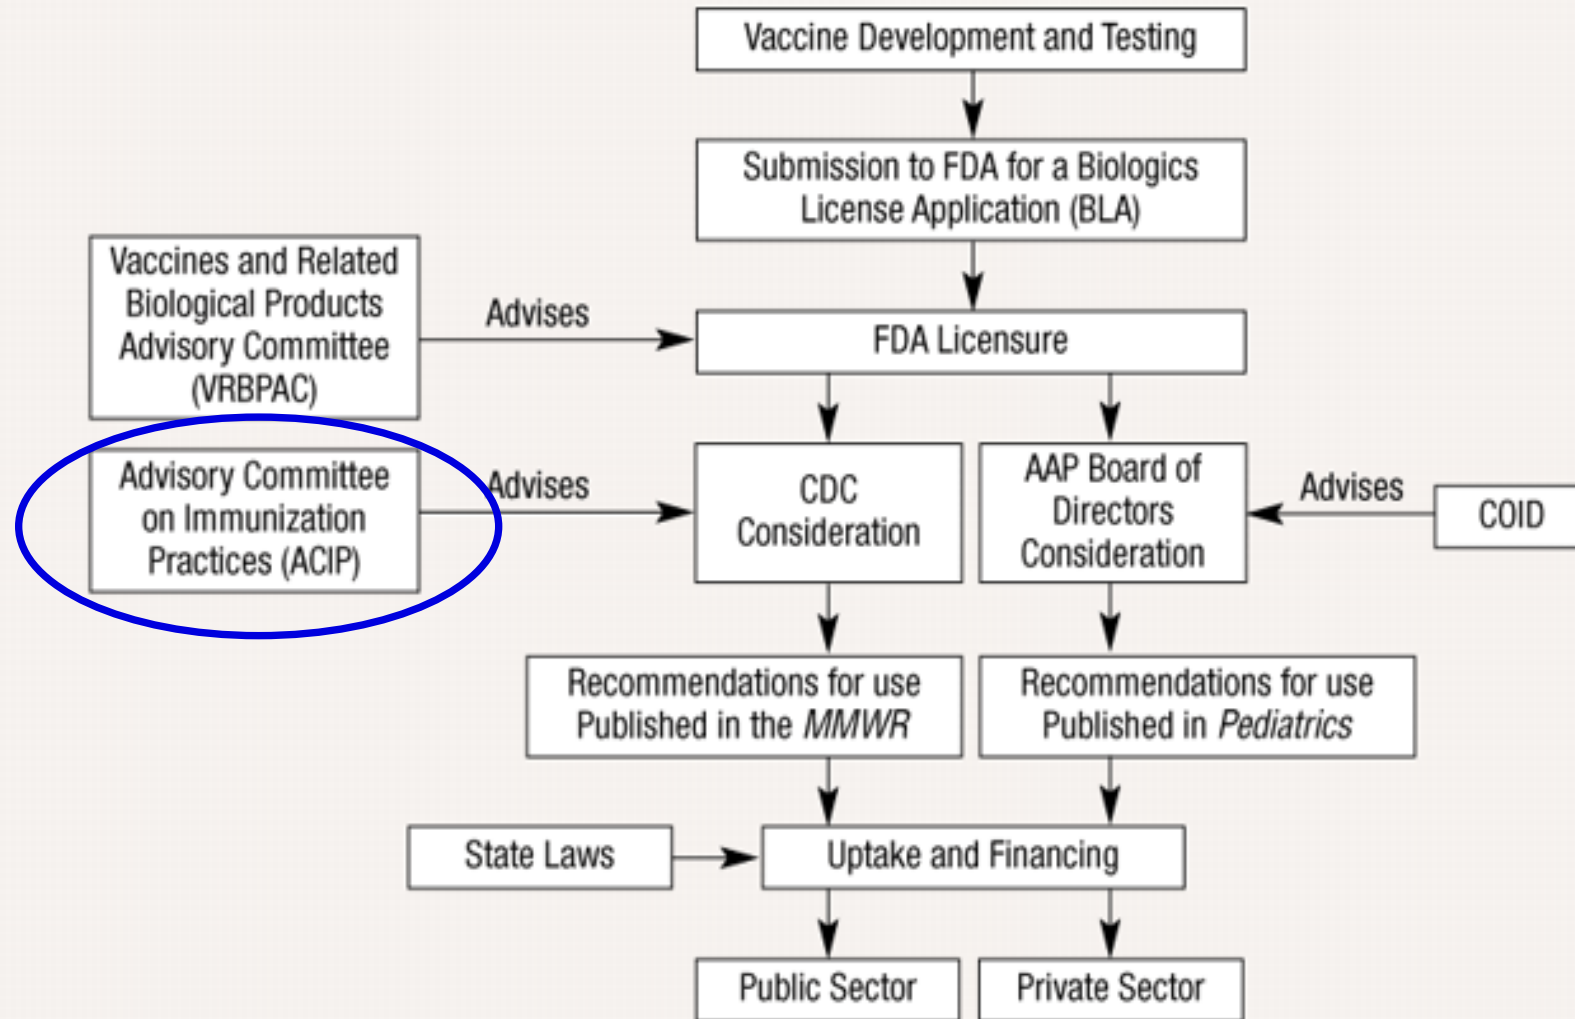 Vaccine Development and Testing
Submission to FDA for a Biologics
License Application (BLA)
Vaccines and Related
Biological Products
Advisory Committee
(VRBPAC)
Advises
FDA Licensure
Advisory Committee
on Immunization
Practices (ACIP)
Advises
CDC
Consideration
AAP Board of
Directors
Consideration
Advises
COID
Recommendations for use
Published in the MMWR
Recommendations for use
Published in Pediatrics
State Laws
Uptake and Financing
Public Sector
Private Sector